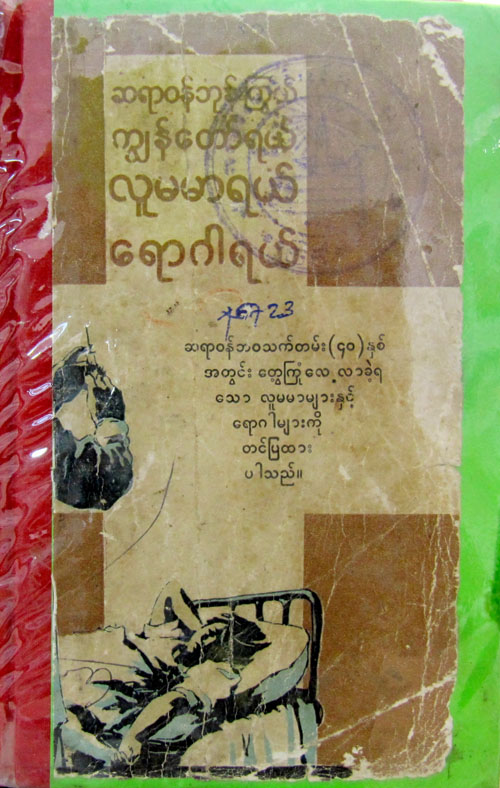 ဆရာဝန်ဘုန်းကြွယ်
ကျွန်တော်ရယ်
လူမမာရယ်
ရောဂါရယ်
ဆရာဝန်ဘဝသက်တမ်း(၄၀)နှစ်
အတွင်း တွေ့ကြုံလေ့လာခဲ့ရ
သော လူမမာများနှင့်
ရောဂါများကို
တင်ပြထား
ပါသည်။